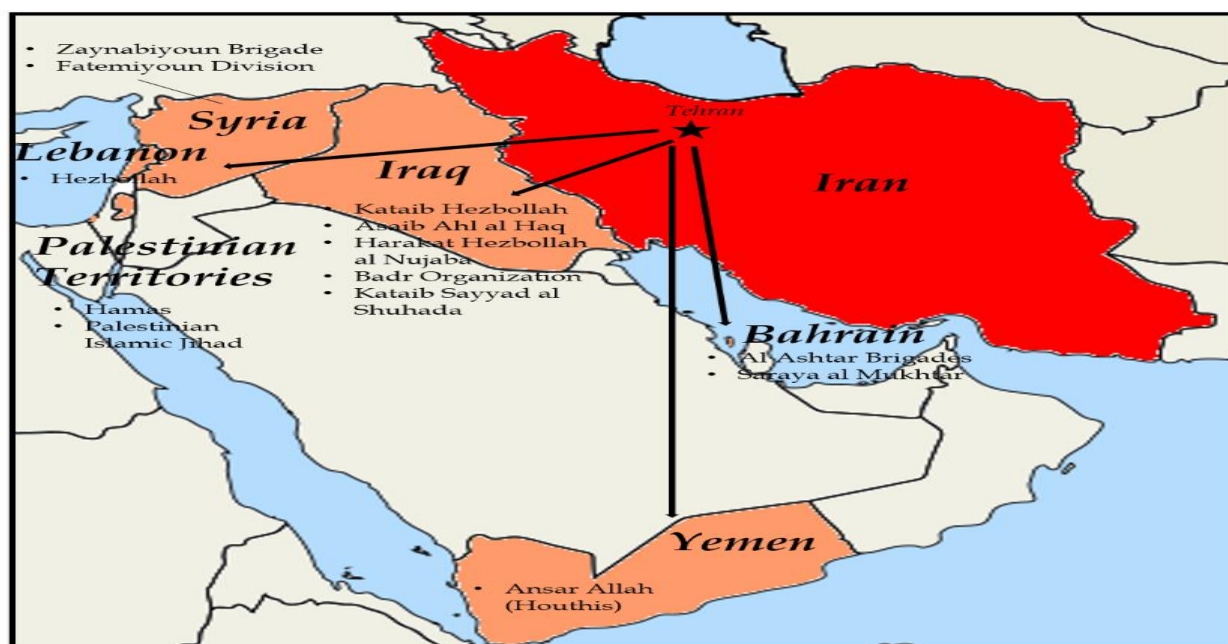 • Zaynabiyoun Brigade
• Fatemiyoun Division
Syria
Lebanon
• Hezbollah
Tehran
Iran
Iraq
• Kataib Hezbollah
• Asaib Ahl al Haq
• Harakat Hezbollah
al Nujaba
• Badr Organization
• Kataib Sayyad al
Shuhada
Palestinian
Territories
• Hamas
• Palestinian
Islamic Jihad
Bahrain
• Al Ashtar Brigades
• Saraya al Mukhtar
Yemen
• Ansar Allah
(Houthis)